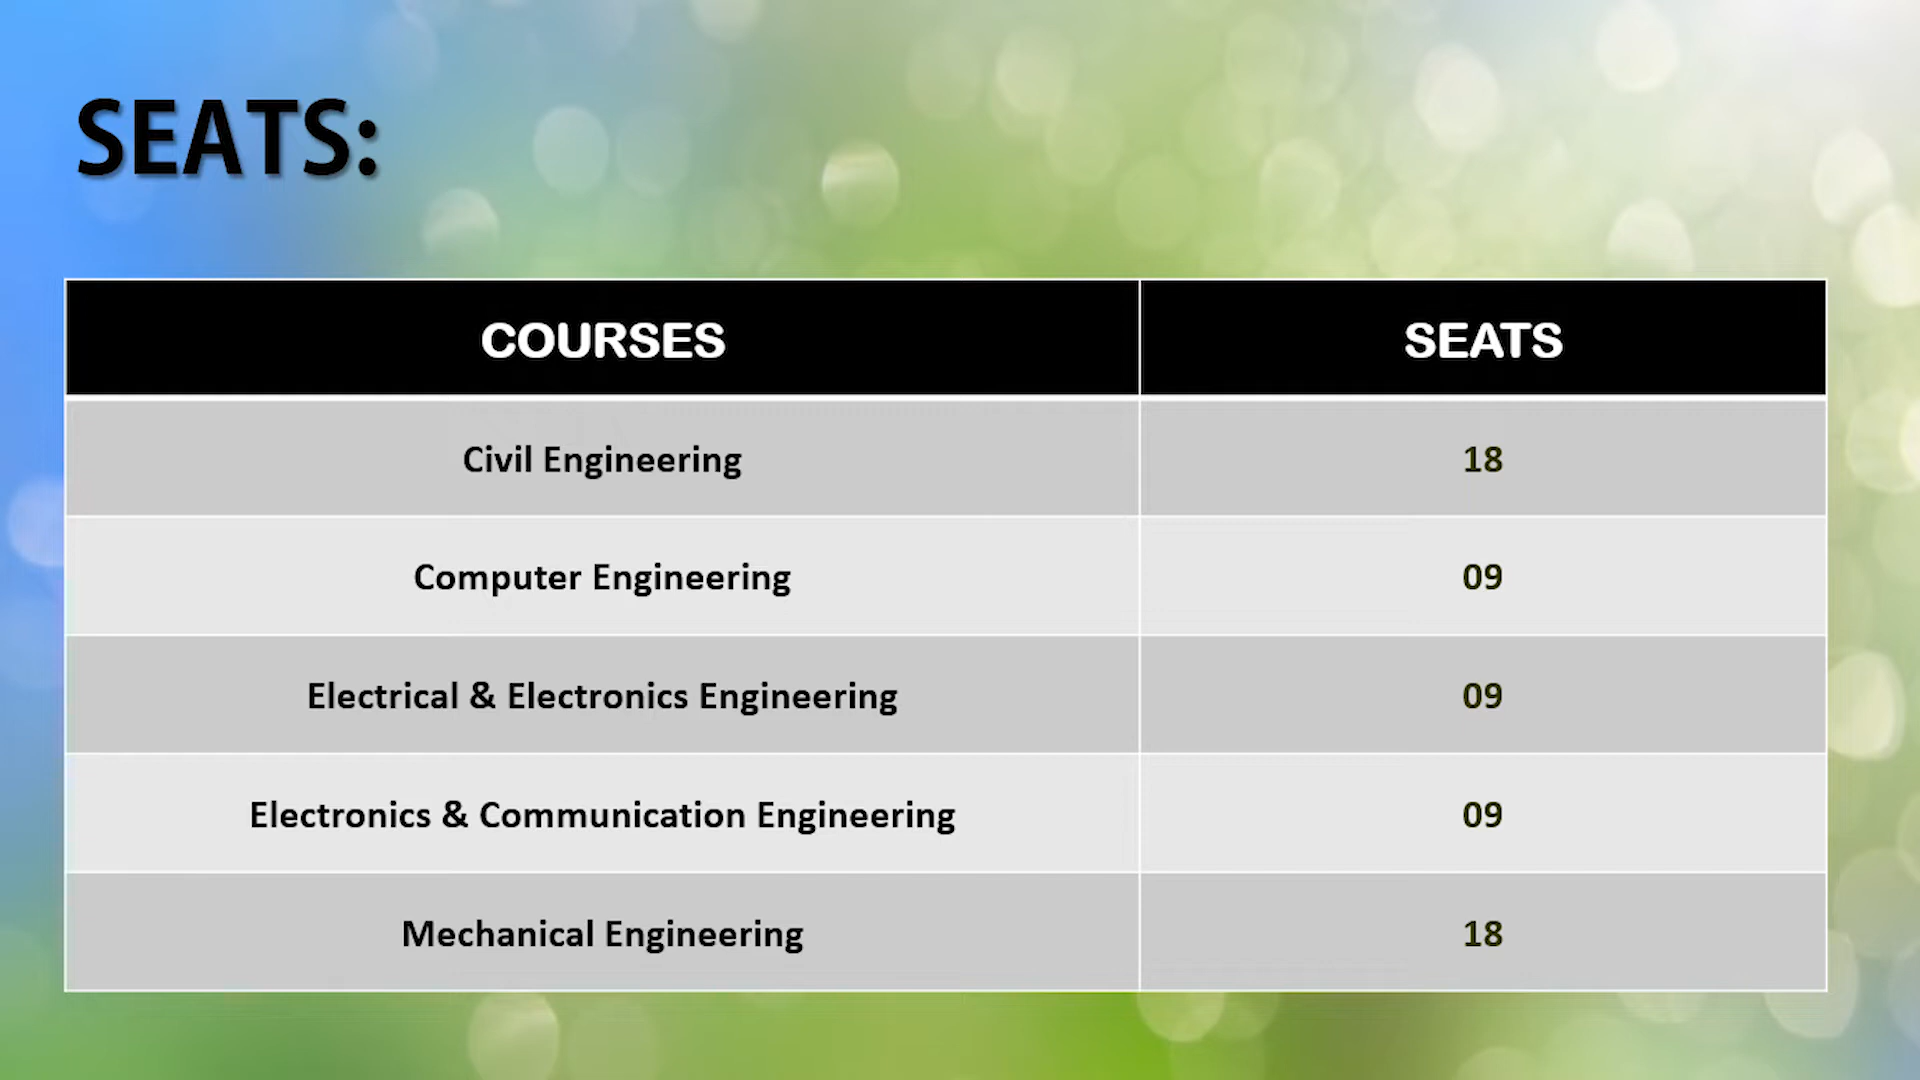 SEATS:
COURSES SEATS
Civil Engineering 18
Computer Engineering 09
Electrical & Electronics Engineering 09
Electronics & Communication Engineering 09
Mechanical Engineering 18